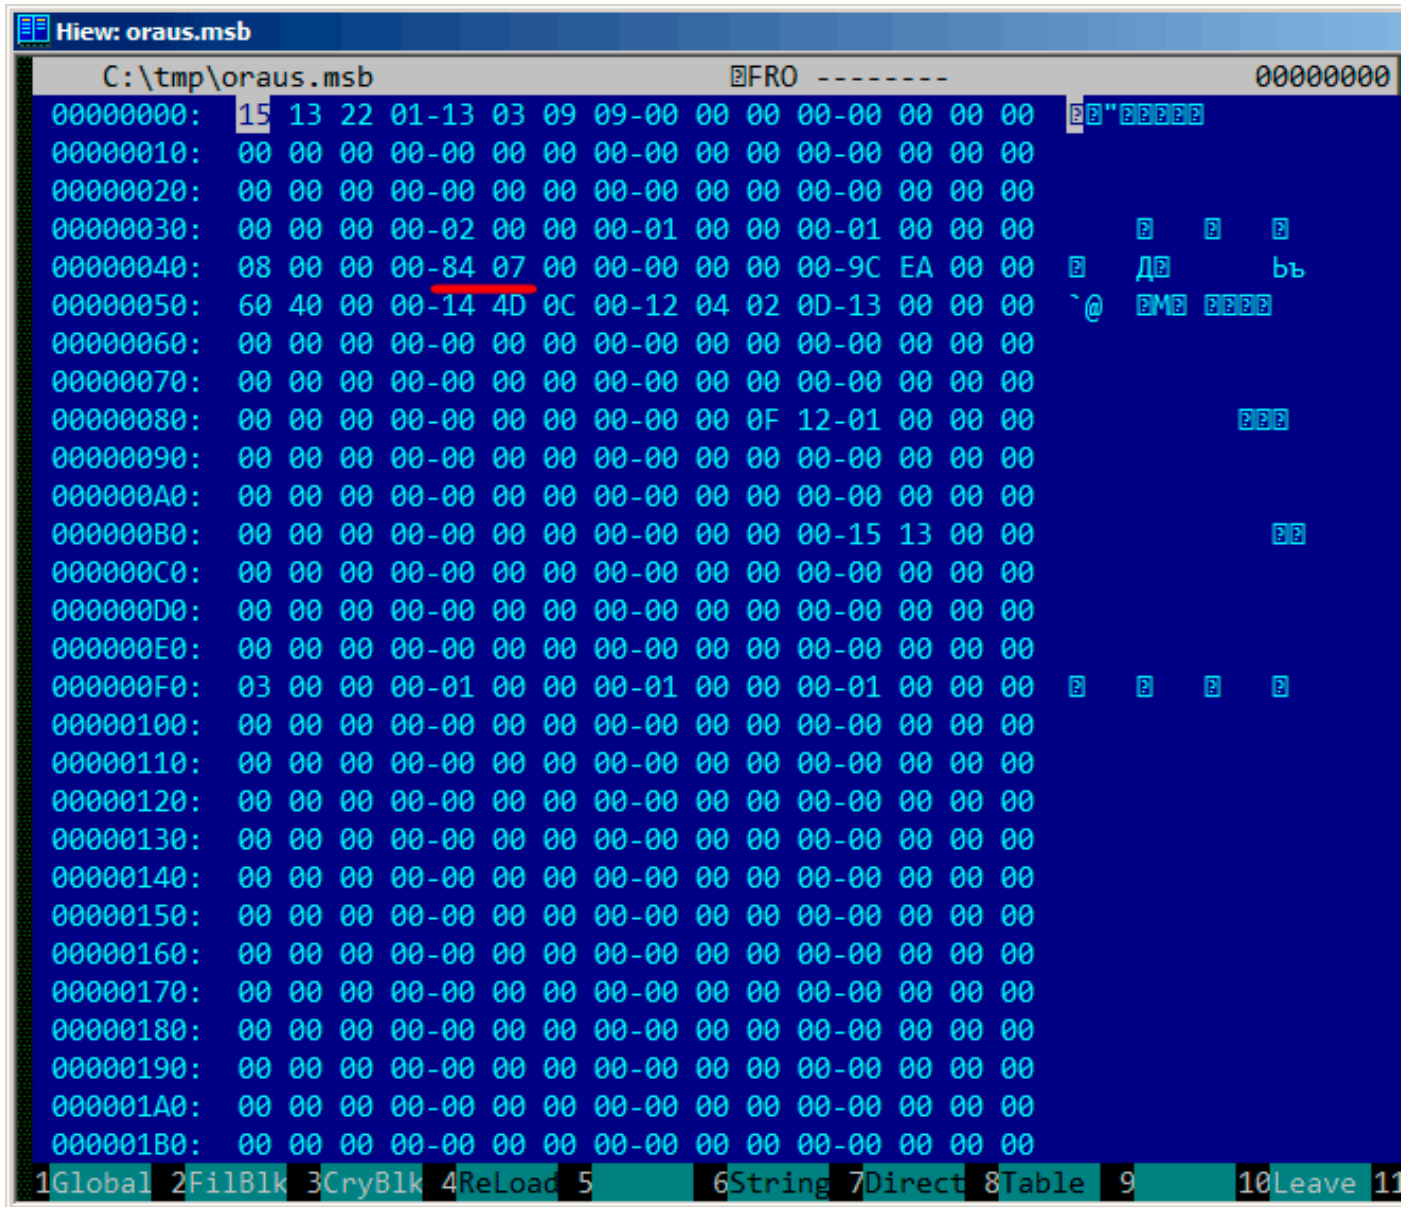 Hiew: oraus.msb
C:\tmp\oraus.msb FRO -------- 00000000
00000000: 15 13 22 01-13 03 09 09-00 00 00 00-00 00 00 00 "
00000010: 00 00 00 00-00 00 00 00-00 00 00 00-00 00 00 00
00000020: 00 00 00 00-00 00 00 00-00 00 00 00-00 00 00 00
00000030: 00 00 00 00-02 00 00 00-01 00 00 00-01 00 00 00
00000040: 08 00 00 00-84 07 00 00-00 00 00 00-9C EA 00 00 Д Ьъ
00000050: 60 40 00 00-14 4D 0C 00-12 04 02 0D-13 00 00 00 `@ M
00000060: 00 00 00 00-00 00 00 00-00 00 00 00-00 00 00 00
00000070: 00 00 00 00-00 00 00 00-00 00 00 00-00 00 00 00
00000080: 00 00 00 00-00 00 00 00-00 00 0F 12-01 00 00 00
00000090: 00 00 00 00-00 00 00 00-00 00 00 00-00 00 00 00
000000A0: 00 00 00 00-00 00 00 00-00 00 00 00-00 00 00 00
000000B0: 00 00 00 00-00 00 00 00-00 00 00 00-15 13 00 00
000000C0: 00 00 00 00-00 00 00 00-00 00 00 00-00 00 00 00
000000D0: 00 00 00 00-00 00 00 00-00 00 00 00-00 00 00 00
000000E0: 00 00 00 00-00 00 00 00-00 00 00 00-00 00 00 00
000000F0: 03 00 00 00-01 00 00 00-01 00 00 00-01 00 00 00
00000100: 00 00 00 00-00 00 00 00-00 00 00 00-00 00 00 00
00000110: 00 00 00 00-00 00 00 00-00 00 00 00-00 00 00 00
00000120: 00 00 00 00-00 00 00 00-00 00 00 00-00 00 00 00
00000130: 00 00 00 00-00 00 00 00-00 00 00 00-00 00 00 00
00000140: 00 00 00 00-00 00 00 00-00 00 00 00-00 00 00 00
00000150: 00 00 00 00-00 00 00 00-00 00 00 00-00 00 00 00
00000160: 00 00 00 00-00 00 00 00-00 00 00 00-00 00 00 00
00000170: 00 00 00 00-00 00 00 00-00 00 00 00-00 00 00 00
00000180: 00 00 00 00-00 00 00 00-00 00 00 00-00 00 00 00
00000190: 00 00 00 00-00 00 00 00-00 00 00 00-00 00 00 00
000001A0: 00 00 00 00-00 00 00 00-00 00 00 00-00 00 00 00
000001B0: 00 00 00 00-00 00 00 00-00 00 00 00-00 00 00 00
1Global 2FilBlk 3CryBlk 4ReLoad 5 6String 7Direct 8Table 9 10Leave 11